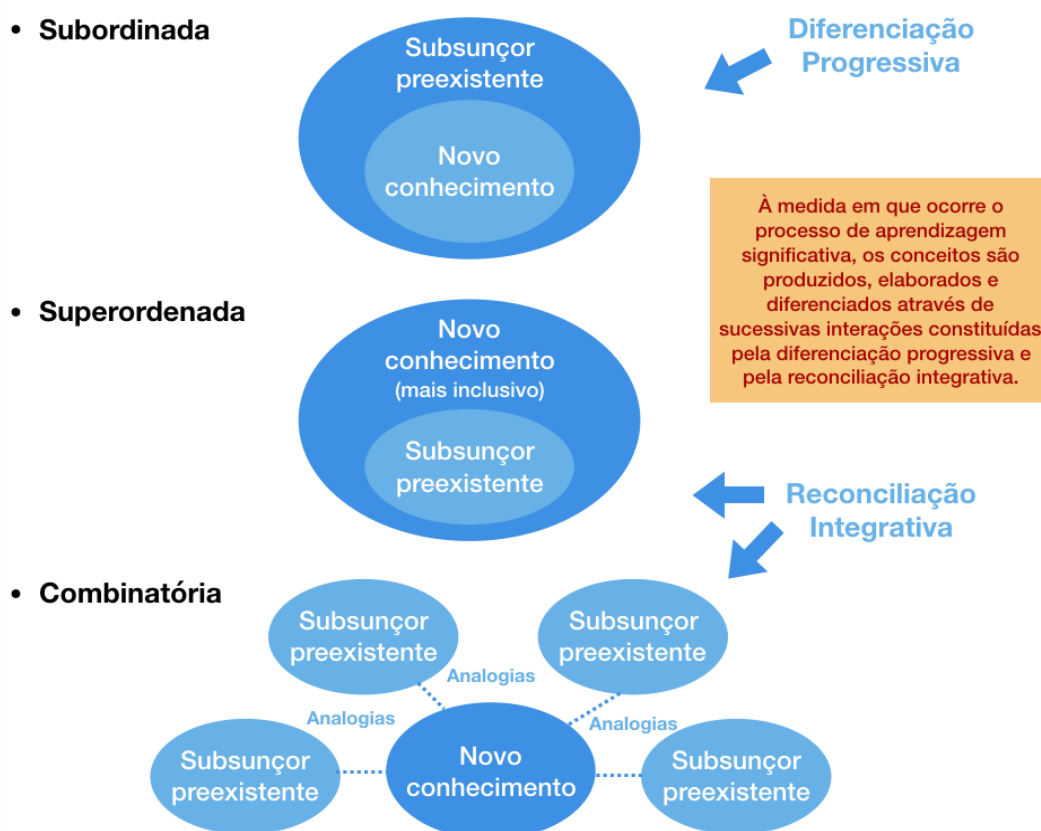 • Subordinada
Subsunçor
preexistente
Novo
conhecimento
Diferenciação
Progressiva
À medida em que ocorre o
processo de aprendizagem
significativa, os conceitos são
produzidos, elaborados e
diferenciados através de
sucessivas interações constituídas
pela diferenciação progressiva e
pela reconciliação integrativa.
• Superordenada
Novo
conhecimento
(mais inclusivo)
Subsunçor
preexistente
Reconciliação
Integrativa
• Combinatória
Subsunçor
preexistente
Subsunçor
preexistente
Analogias
Analogias
Analogias
Subsunçor
preexistente
Novo
conhecimento
Subsunçor
preexistente